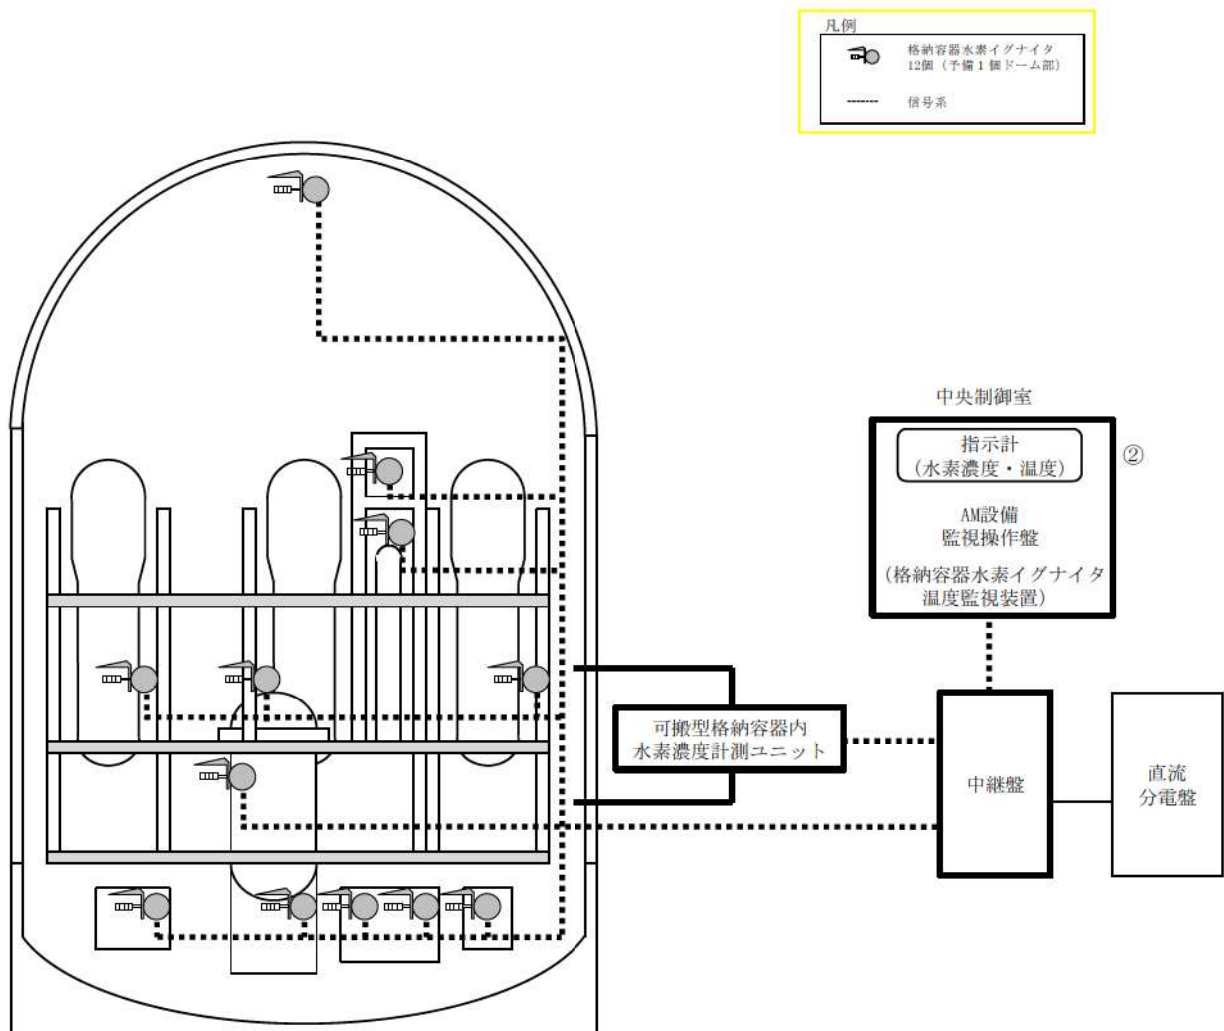 凡例
格納容器水素イグナイタ
12個（予備１個ドーム部）
信号系
中央制御室
指示計
（水素濃度・温度）
②
AM設備
監視操作盤
（格納容器水素イグナイタ
温度監視装置）
可搬型格納容器内
水素濃度計測ユニット
中継盤
直流
分電盤